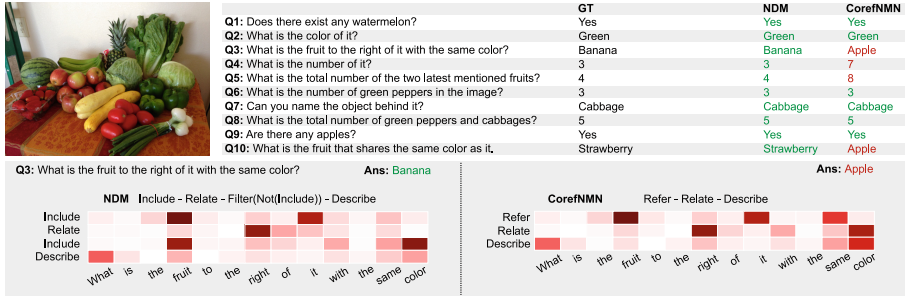 GT NDM CorefNMN
Q1: Does there exist any watermelon? Yes Yes Yes
Q2: What is the color of it? Green Green Green
Q3: What is the fruit to the right of it with the same color? Banana Banana Apple
Q4: What is the number of it? 3 3 7
Q5: What is the total number of the two latest mentioned fruits? 4 4 8
Q6: What is the number of green peppers in the image? 3 3 3
Q7: Can you name the object behind it? Cabbage Cabbage Cabbage
Q8: What is the total number of green peppers and cabbages? 5 5 5
Q9: Are there any apples? Yes Yes Yes
Q10: What is the fruit that shares the same color as it. Strawberry Strawberry Apple
Q3: What is the fruit to the right of it with the same color? Ans: Banana
NDM Include – Relate – Filter(Not(Include)) – Describe
Include
Relate
Include
Describe
What is the fruit to the right of it with the same color
Ans: Apple
CorefNMN Refer - Relate - Describe
Refer
Relate
Describe
What is the fruit to the right of it with the same color